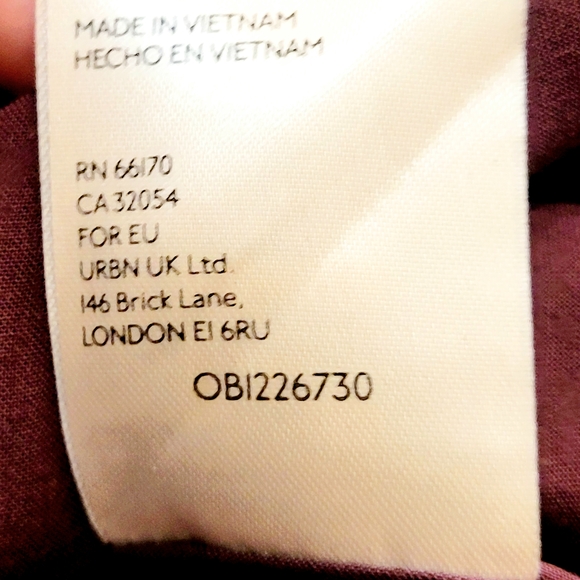 MADE IN VIETNAM
HECHO EN VIETNAM
RN 66170
CA 32054
FOR EU
URBN UK Ltd.
146 Brick Lane,
LONDON E1 6RU
OB1226730